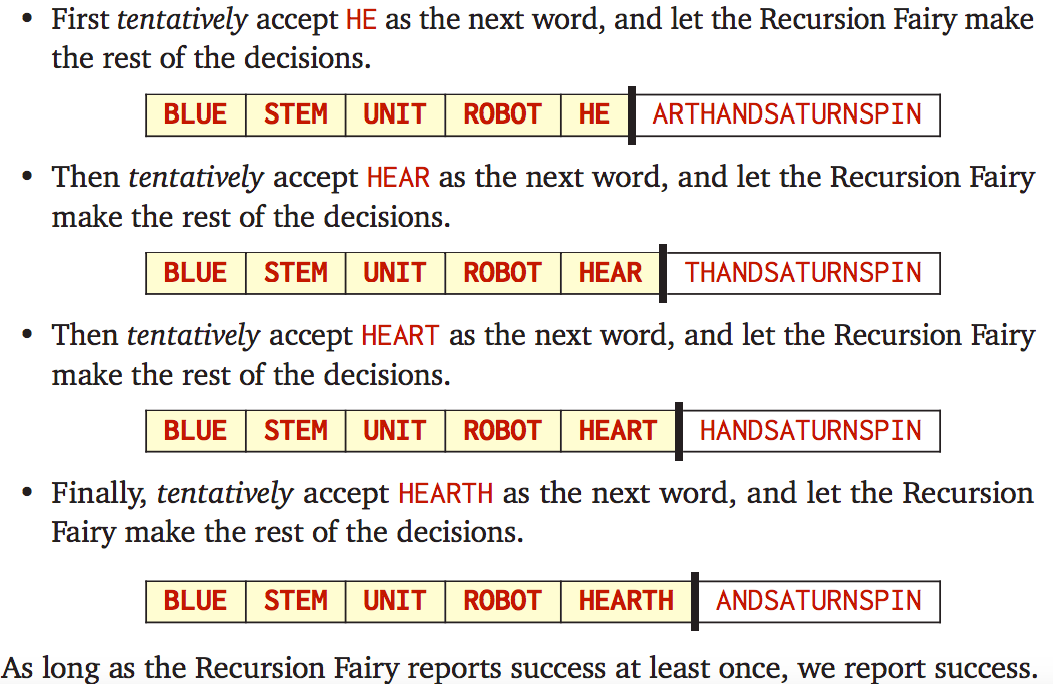 • First tentatively accept HE as the next word, and let the Recursion Fairy make
the rest of the decisions.
BLUE STEM UNIT ROBOT HE ARTHANDSATURNSPIN
• Then tentatively accept HEAR as the next word, and let the Recursion Fairy
make the rest of the decisions.
BLUE STEM UNIT ROBOT HEAR THANDSATURNSPIN
• Then tentatively accept HEART as the next word, and let the Recursion Fairy
make the rest of the decisions.
BLUE STEM UNIT ROBOT HEART HANDSATURNSPIN
• Finally, tentatively accept HEARTH as the next word, and let the Recursion
Fairy make the rest of the decisions.
BLUE STEM UNIT ROBOT HEARTH ANDSATURNSPIN
As long as the Recursion Fairy reports success at least once, we report success.